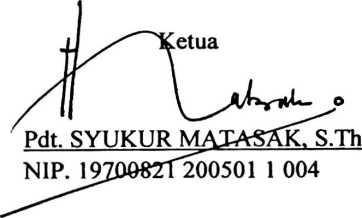 Ketua
Pdt. SYUKUR MATASAK, S.Th
NIP. 19700821 200501 1 004